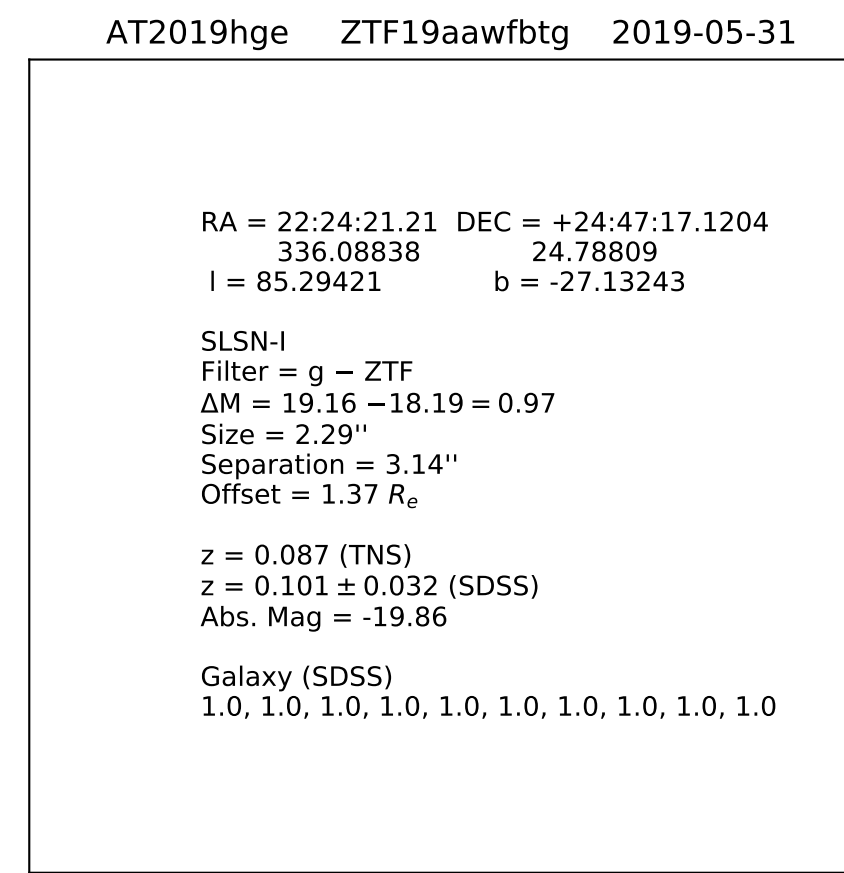 AT2019hge ZTF19aawfbtg 2019-05-31
RA = 22:24:21.21 DEC = +24:47:17.1204
336.08838 24.78809
l = 85.29421 b = -27.13243
SLSN-I
Filter = g − ZTF
ΔM = 19.16 −18.19 = 0.97
Size = 2.29''
Separation = 3.14''
Offset = 1.37 Rₑ
z = 0.087 (TNS)
z = 0.101 ± 0.032 (SDSS)
Abs. Mag = -19.86
Galaxy (SDSS)
1.0, 1.0, 1.0, 1.0, 1.0, 1.0, 1.0, 1.0, 1.0, 1.0